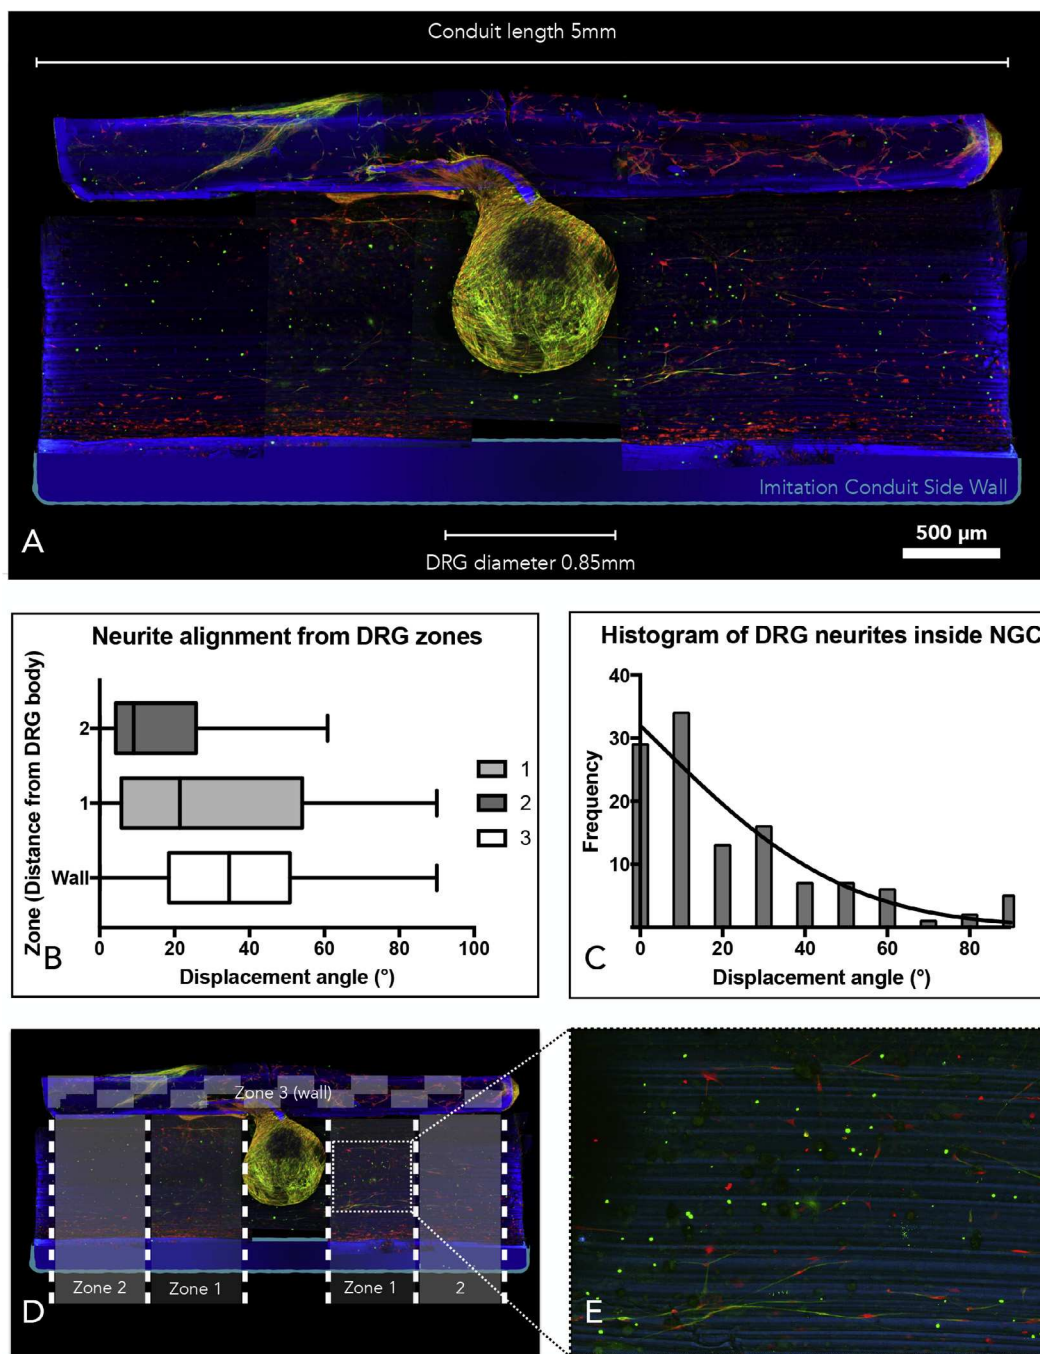 Conduit length 5mm
Imitation Conduit Side Wall
A
500 µm
DRG diameter 0.85mm
Neurite alignment from DRG zones
Zone (Distance from DRG body)
2
1
Wall
1
2
3
0 20 40 60 80 100
B
Displacement angle (°)
Histogram of DRG neurites inside NGC
Frequency
40
30
20
10
0 20 40 60 80
C
Displacement angle (°)
Zone 3 (wall)
Zone 2 Zone 1 Zone 1 2
D
E